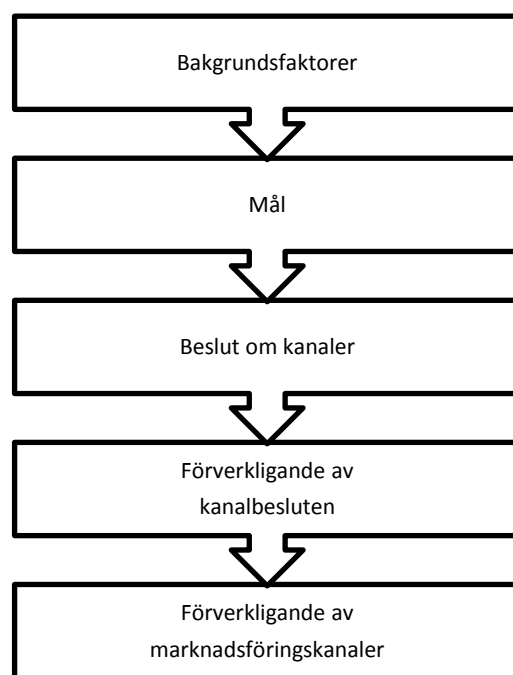 Bakgrundsfaktorer
Mål
Beslut om kanaler
Förverkligande av
kanalbesluten
Förverkligande av
marknadsföringskanaler